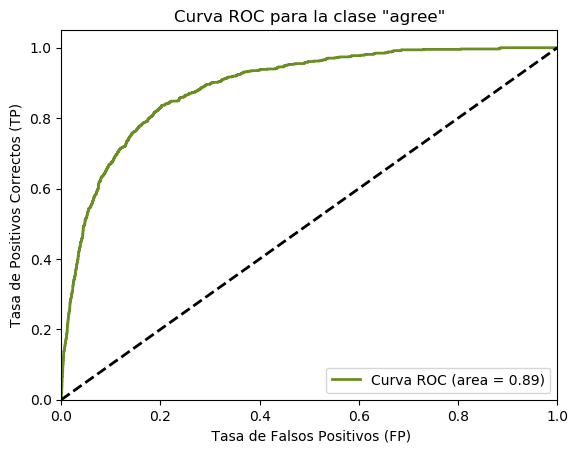 Curva ROC para la clase "agree"
1.0
0.8
0.6
0.4
0.2
0.0
Tasa de Positivos Correctos (TP)
Curva ROC (area = 0.89)
0.0 0.2 0.4 0.6 0.8 1.0
Tasa de Falsos Positivos (FP)